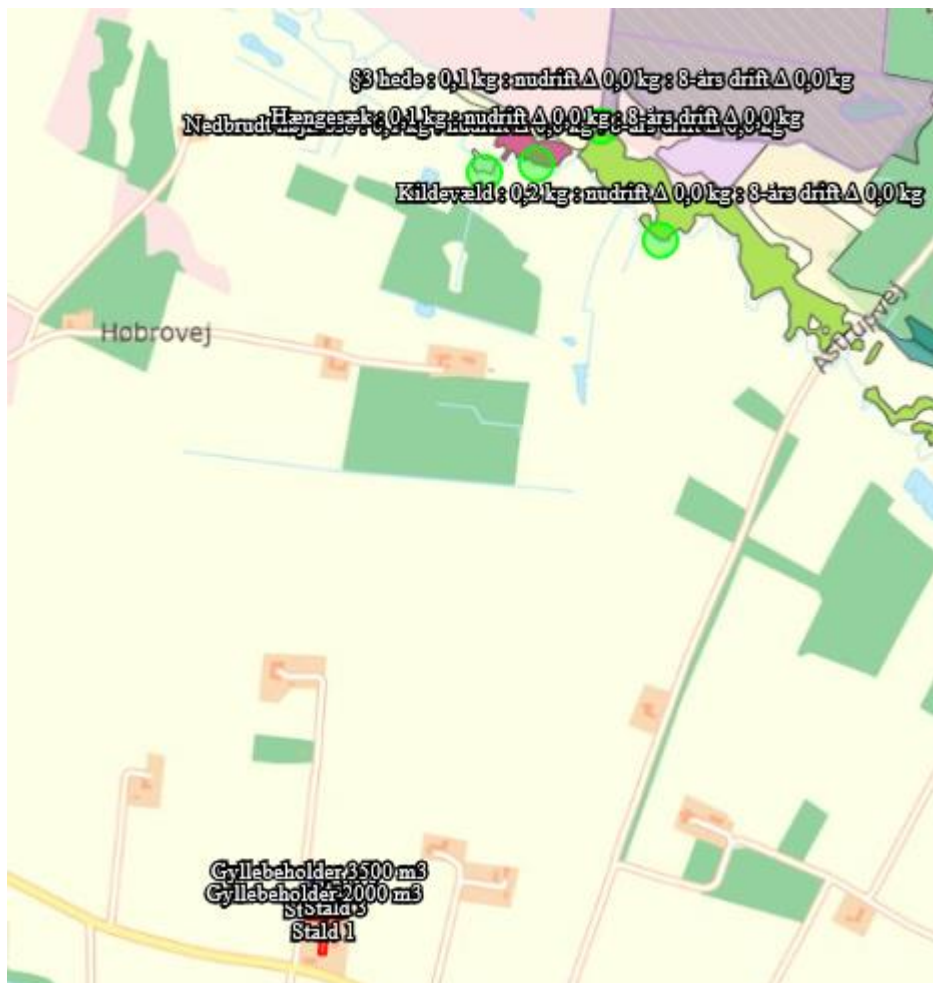 §3 hede : 0,1 kg : nudrift Δ 0,0 kg : 8-års drift Δ 0,0 kg
Hængesæk : 0,1 kg : nudrift Δ 0,0 kg : 8-års drift Δ 0,0 kg
Nedbrudt
Kildevæld : 0,2 kg : nudrift Δ 0,0 kg : 8-års drift Δ 0,0 kg
Astrupvej
Høbrovej
Gyllebeholder 3500 m3
Gyllebeholder 2000 m3
Stald 3
Stald 1